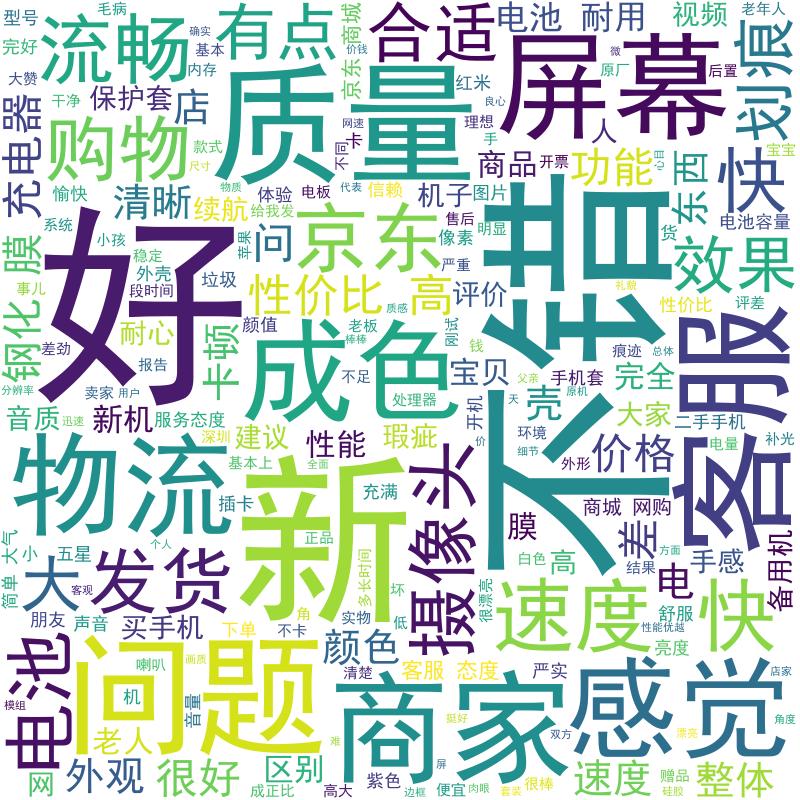 型号
毛病
有点
商城
合适
电池
耐用
视频
老年人
完好
流畅
确实
基本
内存
价钱
京东
屏幕
微
原厂
后置
划痕
大赞
质量
红米
良心
理想
手
人
充电器
干净
保护套
店
网速
卡
不同
购物
款式
尺寸
商品
开票
功能
心目
快
宝宝
东西
愉快
清晰
物质
体验
电板
代表
信赖
机子
图片
续航
给我发
售后
明显
货
电池容量
系统
小孩
好
问
苹果
京东
像素
严重
不错
效果
钢化膜
稳定
外壳
段时间
垃圾
事儿
性价比
高
评价
礼貌
性价比
评差
颜值
质感
老板
刚试
钱
差劲
耐心
卡顿
成色
棒棒
痕迹
总体
客服
报告
不足
宝贝
手机套
完全
分辨率
卖家
用户
处理器
父亲
天
原机
壳
大家
二手手机
音质
迅速
新机
服务态度
开机
环境
价格
电量
补光
深圳
建议
性能
瑕疵
价
细节
物流
基本上
全面
摄像头
外形
新
充满
插卡
膜
商城
网购
差
备用机
大气
小
五星
个人
正品
多长时间
白色
高
方面
结果
手感
简单
大
客观
发货
坏
很漂亮
电
舒服
朋友
声音
买手机
下单
角
不卡
实物
低
速度
快
性能优越
亮度
颜色
电池
问题
喇叭
画质
清楚
客服
态度
严实
感觉
店家
模组
机
音量
商家
老人
挺好
双方
漂亮
角度
网
外观
很好
区别
难
屏
成正比
高大
紫色
边框
便宜
肉眼
套装
很棒
速度
赠品
硅胶
整体